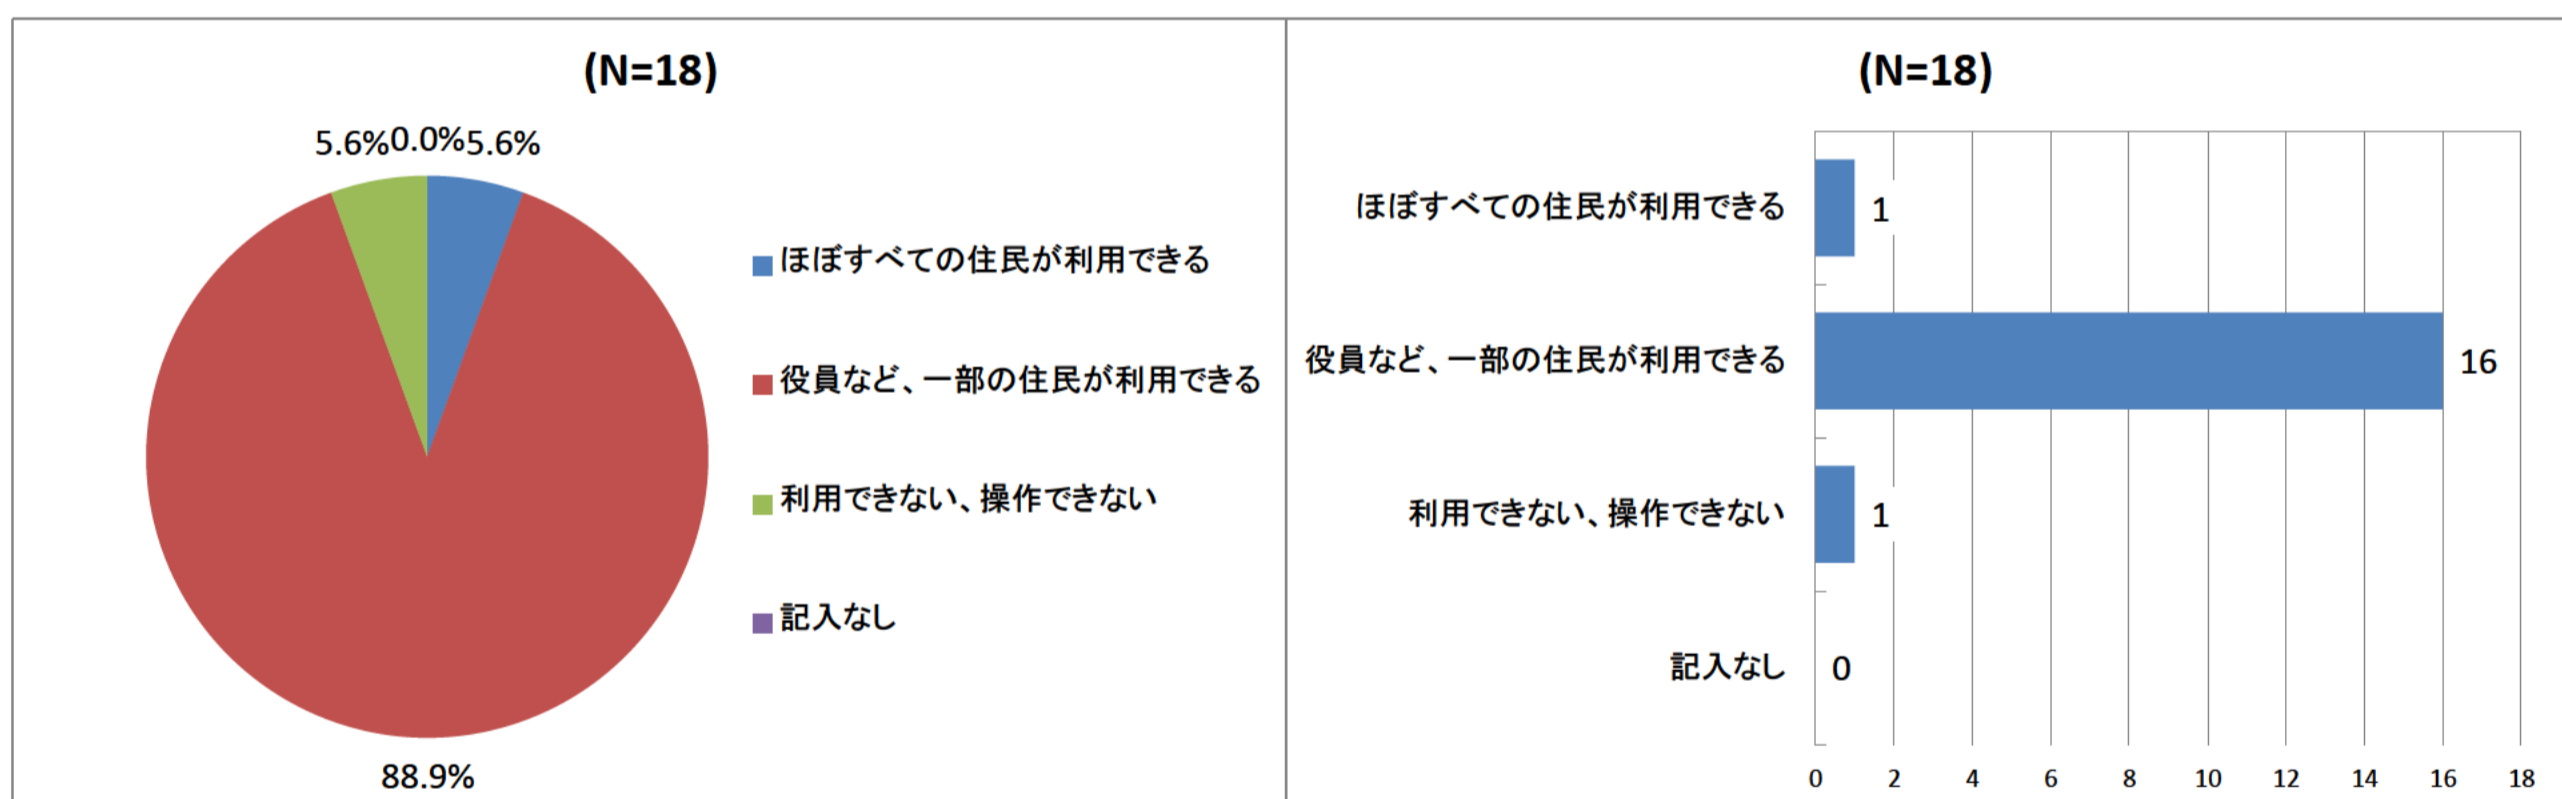 (N=18)
5.6%
0.0%
5.6%
88.9%
ほぼすべての住民が利用できる
役員など、一部の住民が利用できる
利用できない、操作できない
記入なし
(N=18)
ほぼすべての住民が利用できる 1
役員など、一部の住民が利用できる 16
利用できない、操作できない 1
記入なし 0
0 2 4 6 8 10 12 14 16 18